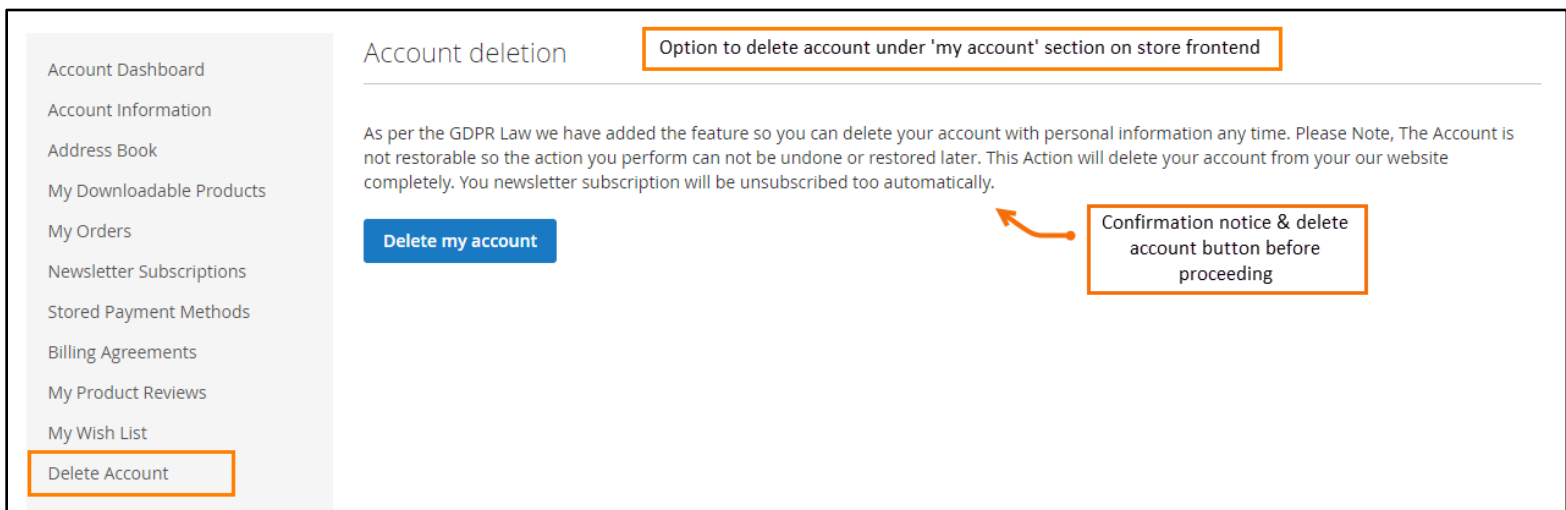 Account Dashboard
Account Information
Address Book
My Downloadable Products
My Orders
Newsletter Subscriptions
Stored Payment Methods
Billing Agreements
My Product Reviews
My Wish List
Delete Account
Account deletion
Option to delete account under 'my account' section on store frontend
As per the GDPR Law we have added the feature so you can delete your account with personal information any time. Please Note, The Account is
not restorable so the action you perform can not be undone or restored later. This Action will delete your account from your our website
completely. You newsletter subscription will be unsubscribed too automatically.
Delete my account
Confirmation notice & delete
account button before
proceeding